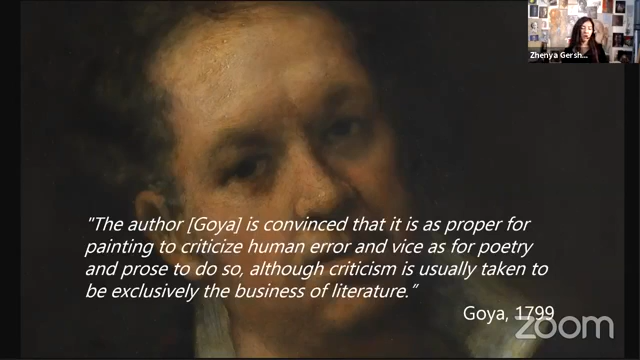 Zhenya Gersh...
"The author [Goya] is convinced that it is as proper for
painting to criticize human error and vice as for poetry
and prose to do so, although criticism is usually taken to
be exclusively the business of literature.”
Goya, 1799
zoom